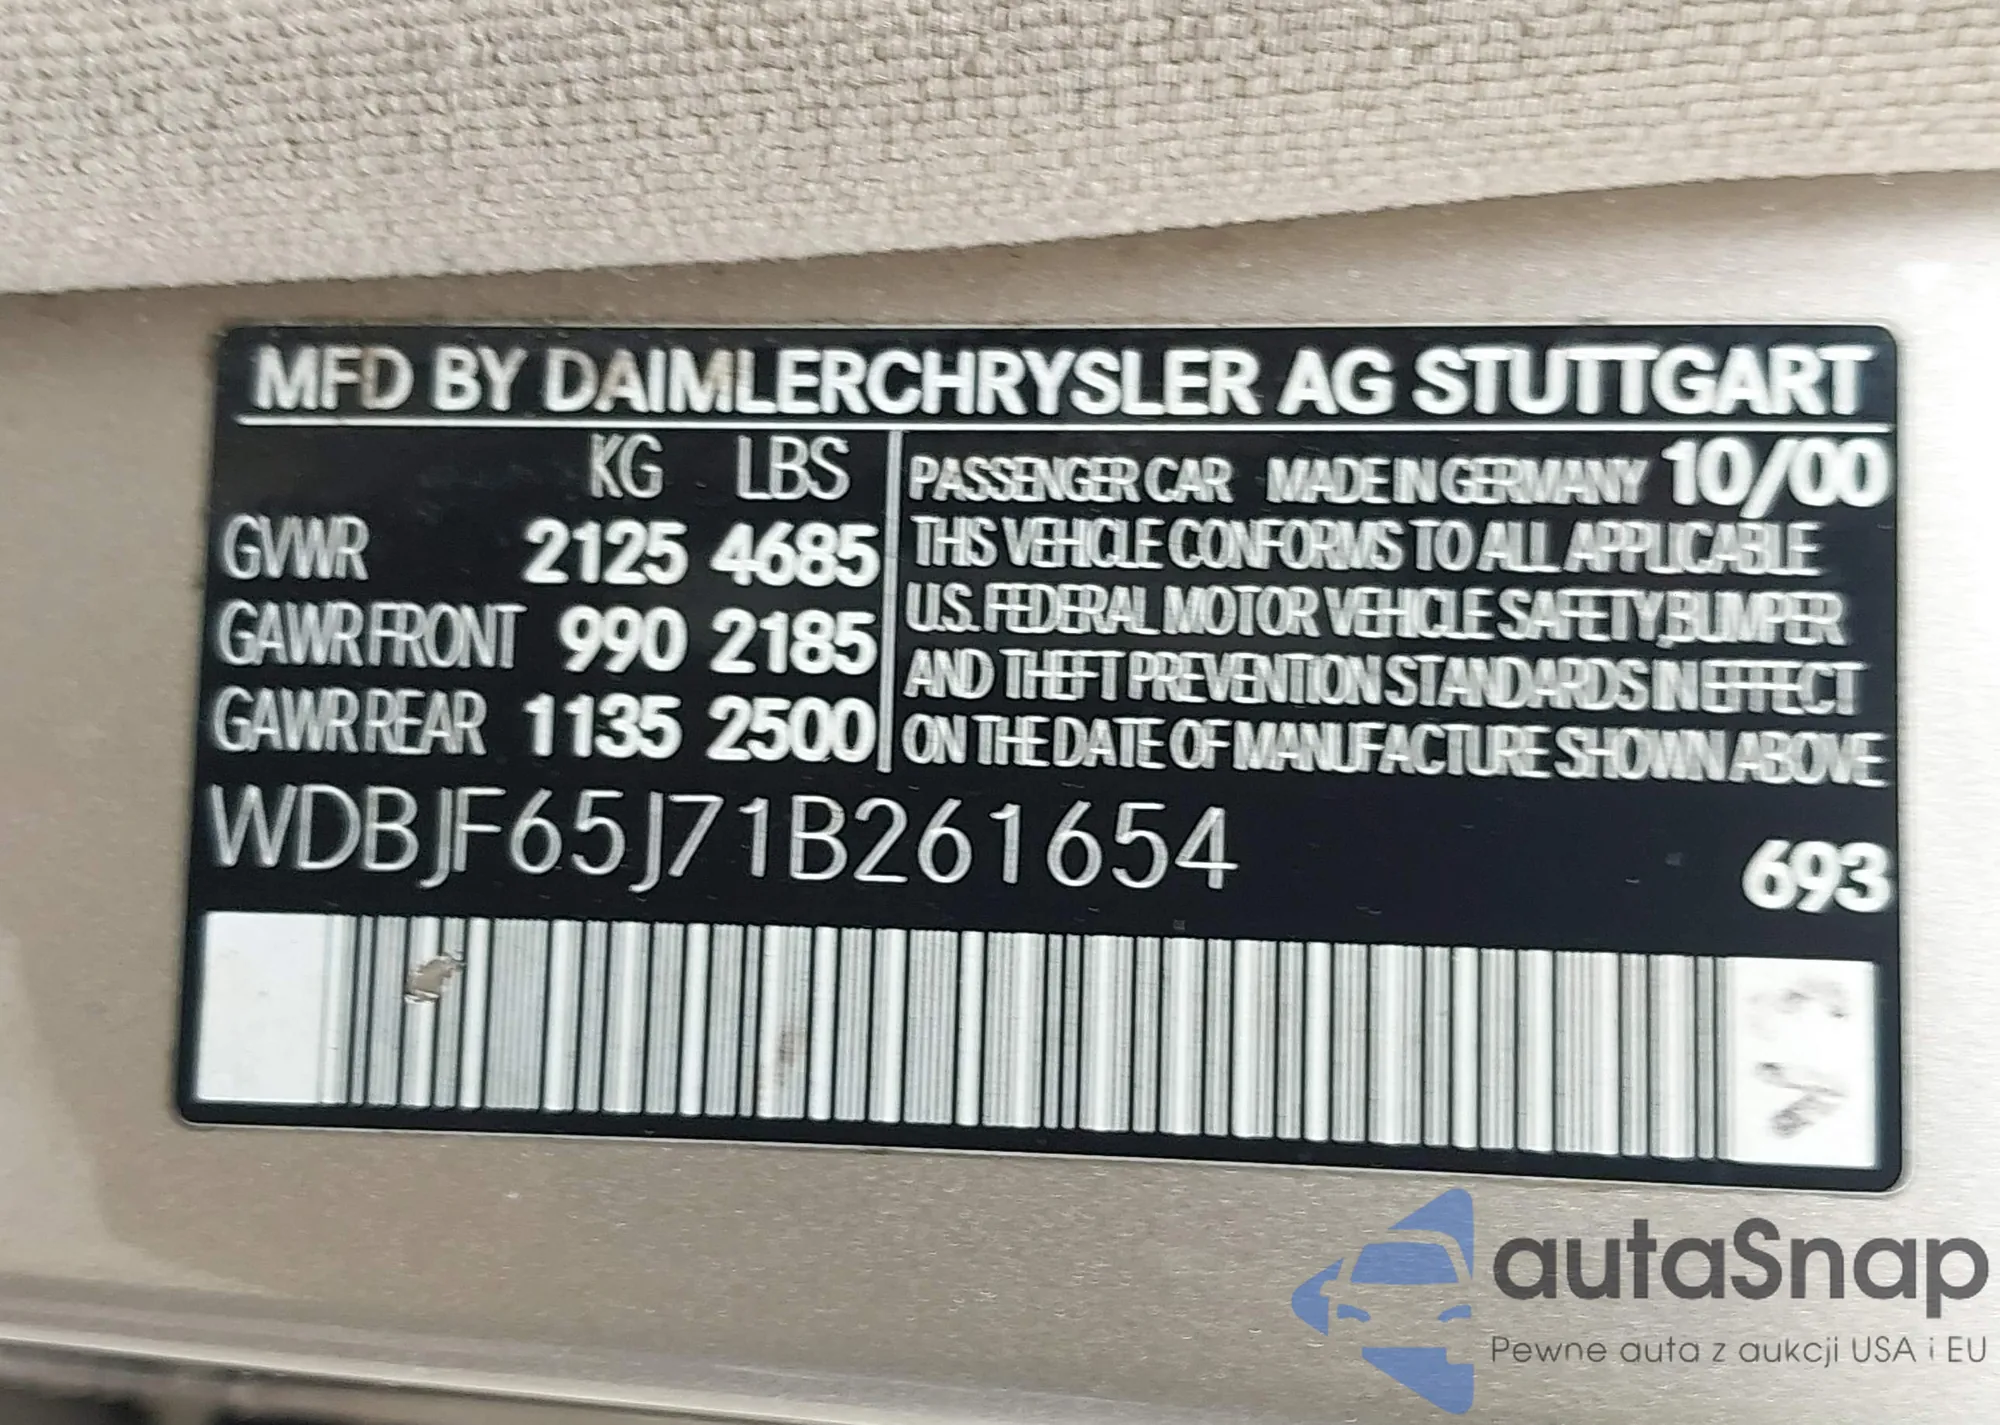 MFD BY DAIMLERCHRYSLER AG STUTTGART
KG LBS
GVWR 2125 4685
GAWR FRONT 990 2185
GAWR REAR 1135 2500
PASSENGER CAR MADE IN GERMANY 10/00
THIS VEHICLE CONFORMS TO ALL APPLICABLE
U.S. FEDERAL MOTOR VEHICLE SAFETY, BUMPER
AND THEFT PREVENTION STANDARDS IN EFFECT
ON THE DATE OF MANUFACTURE SHOWN ABOVE
WDBJF65J71B261654
693
autaSnap
Pewne auta z aukcji USA i EU